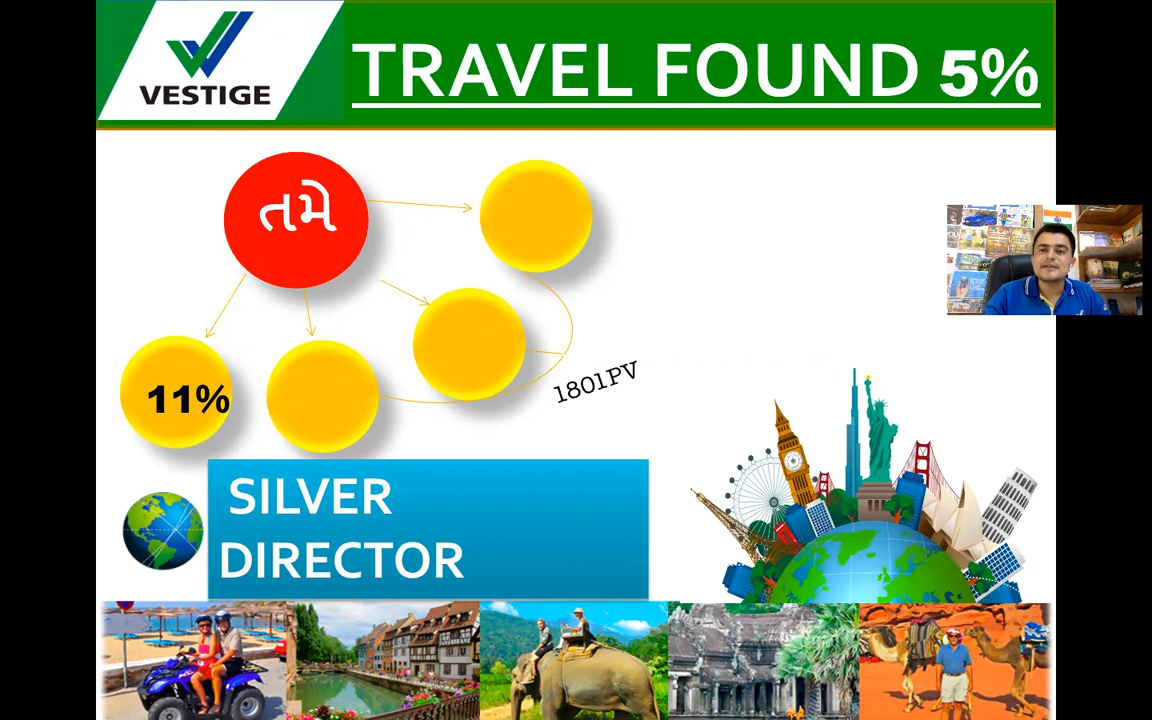 VESTIGE
TRAVEL FOUND 5%
તમે
11%
1801PV
SILVER
DIRECTOR